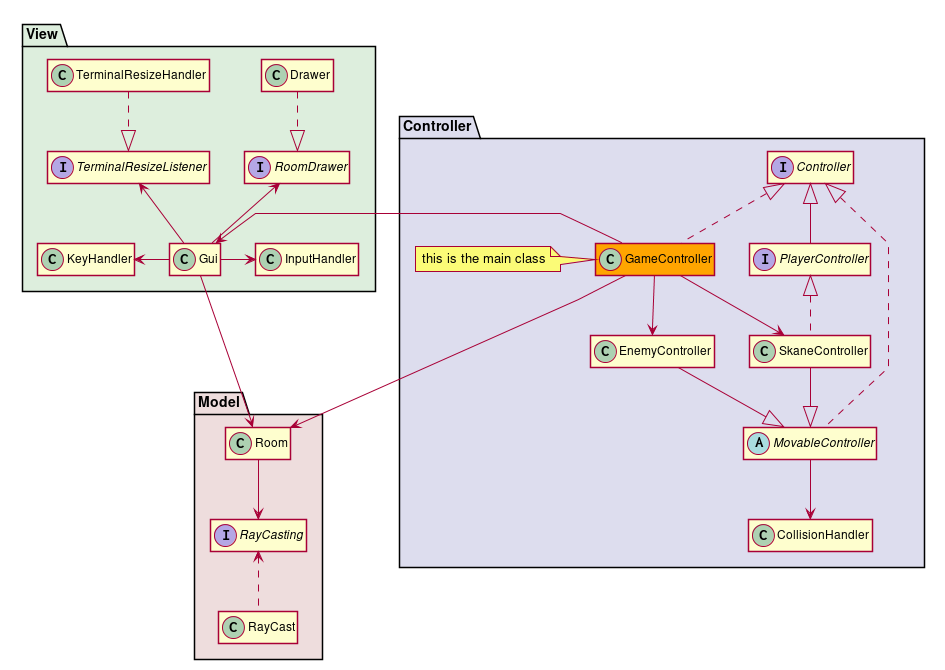 View
C TerminalResizeHandler
C Drawer
I TerminalResizeListener
I RoomDrawer
C KeyHandler
C Gui
C InputHandler
Controller
I Controller
this is the main class
C GameController
I PlayerController
C EnemyController
C SkaneController
A MovableController
C CollisionHandler
Model
C Room
I RayCasting
C RayCast